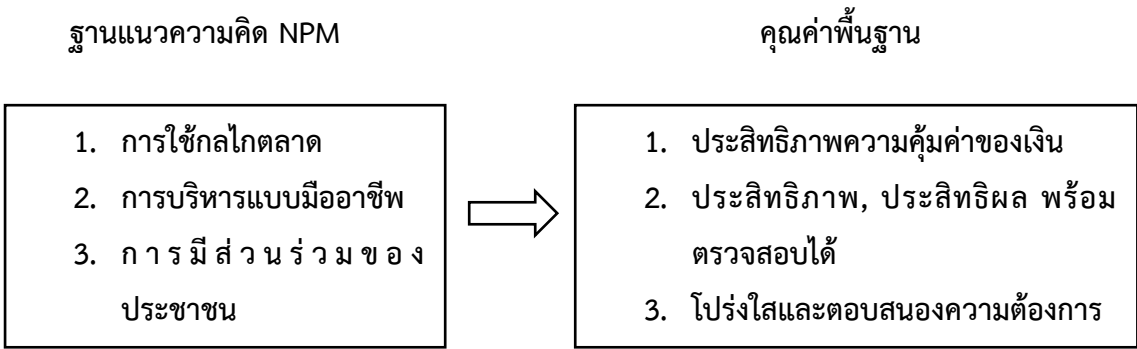 ฐานแนวความคิด NPM
คุณค่าพื้นฐาน
1. การใช้กลไกตลาด
2. การบริหารแบบมืออาชีพ
3. การมีส่วนร่วมของ
ประชาชน
1. ประสิทธิภาพความคุ้มค่าของเงิน
2. ประสิทธิภาพ, ประสิทธิผล พร้อม
ตรวจสอบได้
3. โปร่งใสและตอบสนองความต้องการ